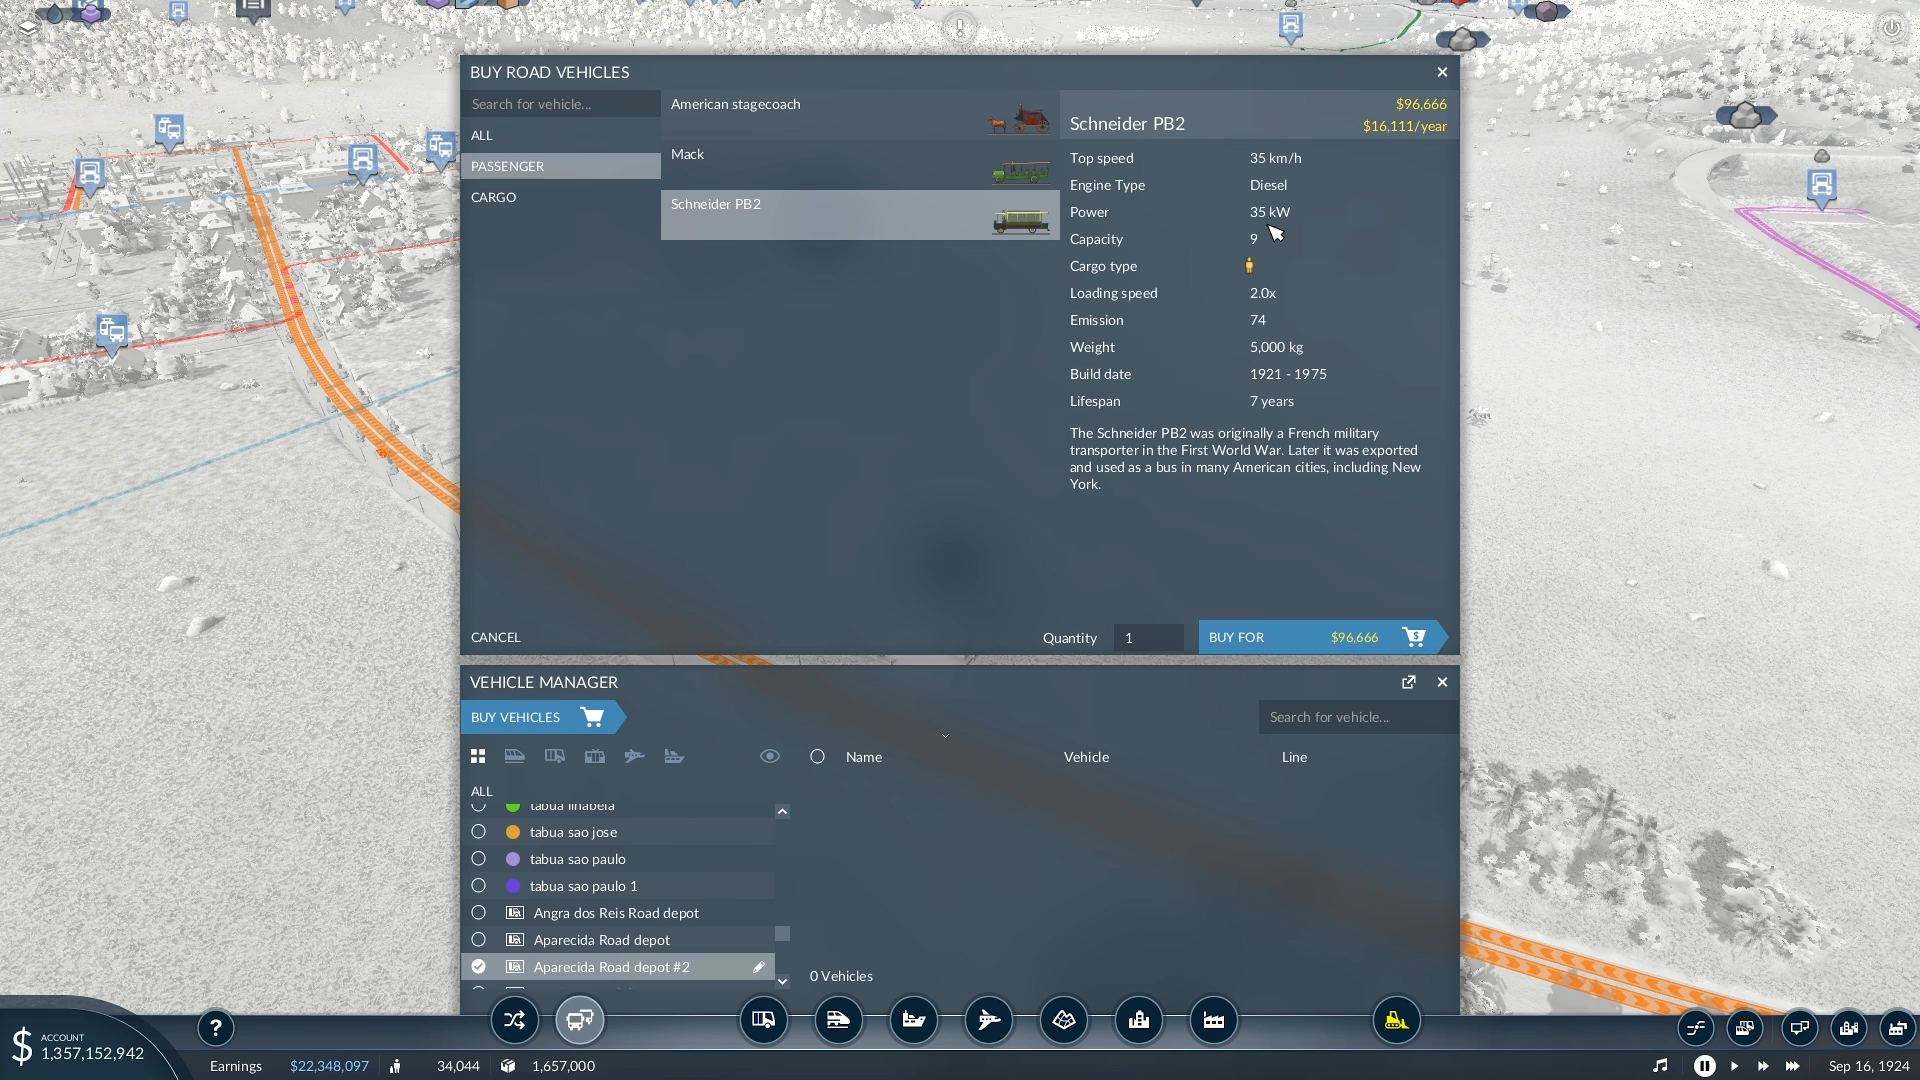 BUY ROAD VEHICLES
Search for vehicle...
ALL
PASSENGER
CARGO
American stagecoach
Mack
Schneider PB2
$96,666
Schneider PB2
$16,111/year
Top speed 35 km/h
Engine Type Diesel
Power 35 kW
Capacity 9
Cargo type
Loading speed 2.0x
Emission 74
Weight 5,000 kg
Build date 1921 - 1975
Lifespan 7 years
The Schneider PB2 was originally a French military
transporter in the First World War. Later it was exported
and used as a bus in many American cities, including New
York.
CANCEL
Quantity 1
BUY FOR $96,666
VEHICLE MANAGER
BUY VEHICLES
Search for vehicle...
Name Vehicle Line
ALL
tabua sao jose
tabua sao paulo
tabua sao paulo 1
Angra dos Reis Road depot
Aparecida Road depot
Aparecida Road depot #2
0 Vehicles
$ ACCOUNT
1,357,152,942
?
Earnings $22,348,097 34,044 1,657,000
Sep 16, 1924